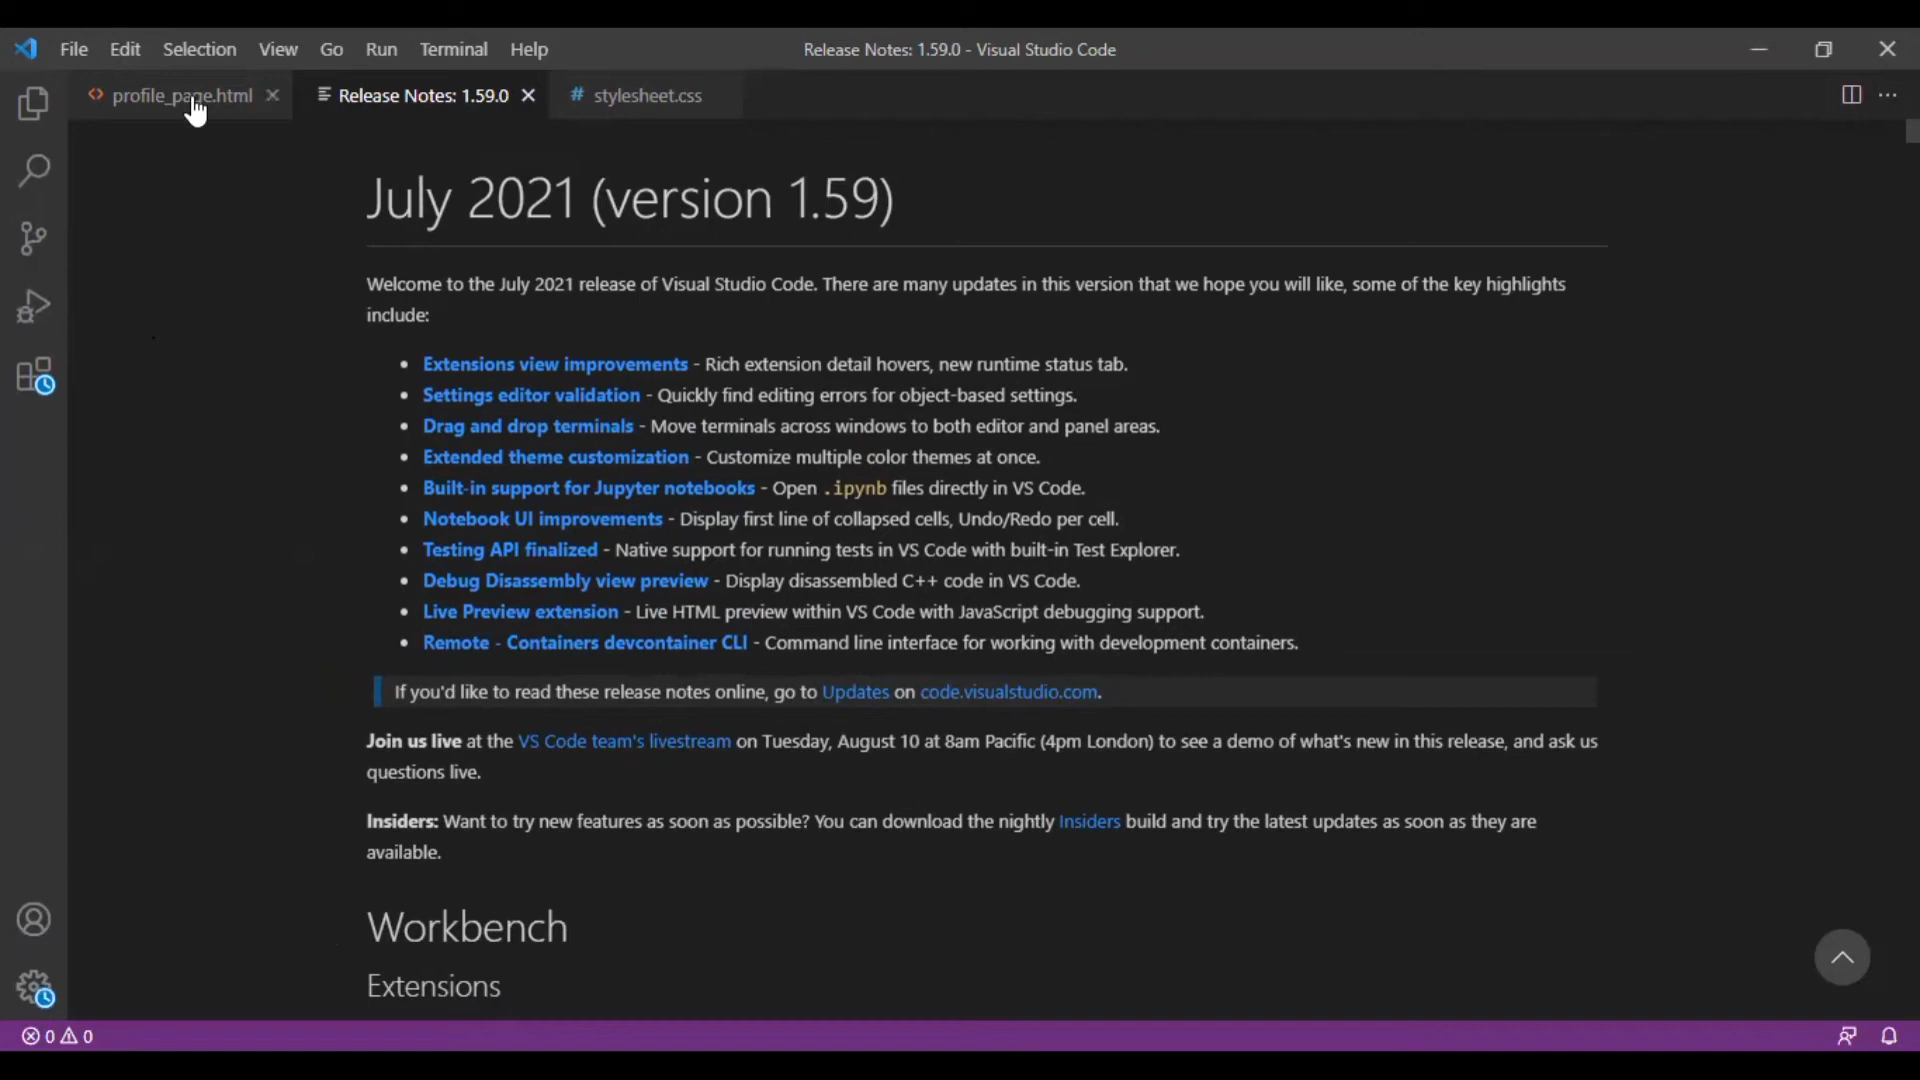 File Edit Selection View Go Run Terminal Help Release Notes: 1.59.0 - Visual Studio Code
profile_page.html Release Notes: 1.59.0 # stylesheet.css
July 2021 (version 1.59)
Welcome to the July 2021 release of Visual Studio Code. There are many updates in this version that we hope you will like, some of the key highlights
include:
• Extensions view improvements - Rich extension detail hovers, new runtime status tab.
• Settings editor validation - Quickly find editing errors for object-based settings.
• Drag and drop terminals - Move terminals across windows to both editor and panel areas.
• Extended theme customization - Customize multiple color themes at once.
• Built-in support for Jupyter notebooks - Open .ipynb files directly in VS Code.
• Notebook UI improvements - Display first line of collapsed cells, Undo/Redo per cell.
• Testing API finalized - Native support for running tests in VS Code with built-in Test Explorer.
• Debug Disassembly view preview - Display disassembled C++ code in VS Code.
• Live Preview extension - Live HTML preview within VS Code with JavaScript debugging support.
• Remote - Containers devcontainer CLI - Command line interface for working with development containers.
If you'd like to read these release notes online, go to Updates on code.visualstudio.com.
Join us live at the VS Code team's livestream on Tuesday, August 10 at 8am Pacific (4pm London) to see a demo of what's new in this release, and ask us
questions live.
Insiders: Want to try new features as soon as possible? You can download the nightly Insiders build and try the latest updates as soon as they are
available.
Workbench
Extensions
0 0